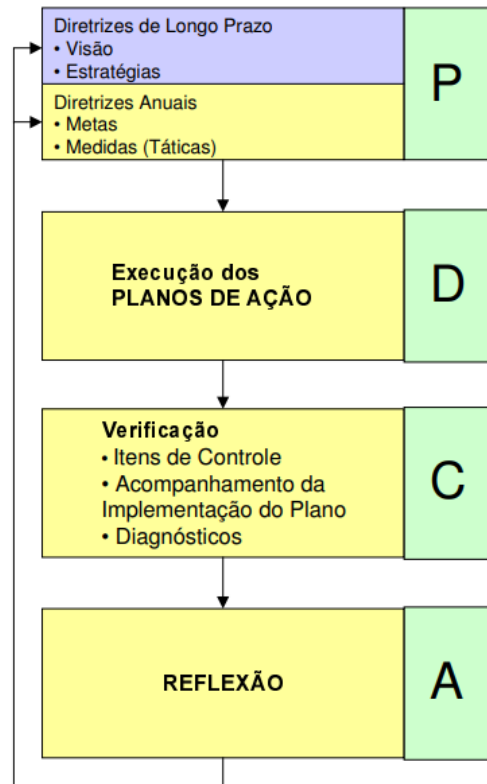 Diretrizes de Longo Prazo
• Visão
• Estratégias
P
Diretrizes Anuais
• Metas
• Medidas (Táticas)
Execução dos
PLANOS DE AÇÃO
D
Verificação
• Itens de Controle
• Acompanhamento da
Implementação do Plano
• Diagnósticos
C
REFLEXÃO
A